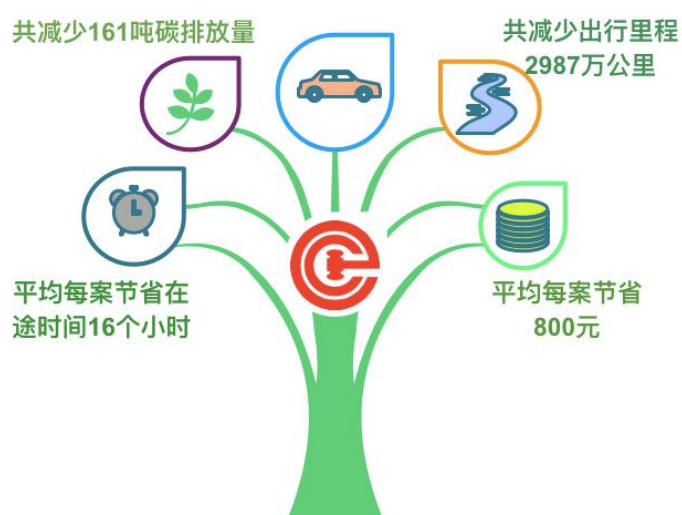 共减少161吨碳排放量
共减少出行里程
2987万公里
平均每案节省在
途时间16个小时
平均每案节省
800元